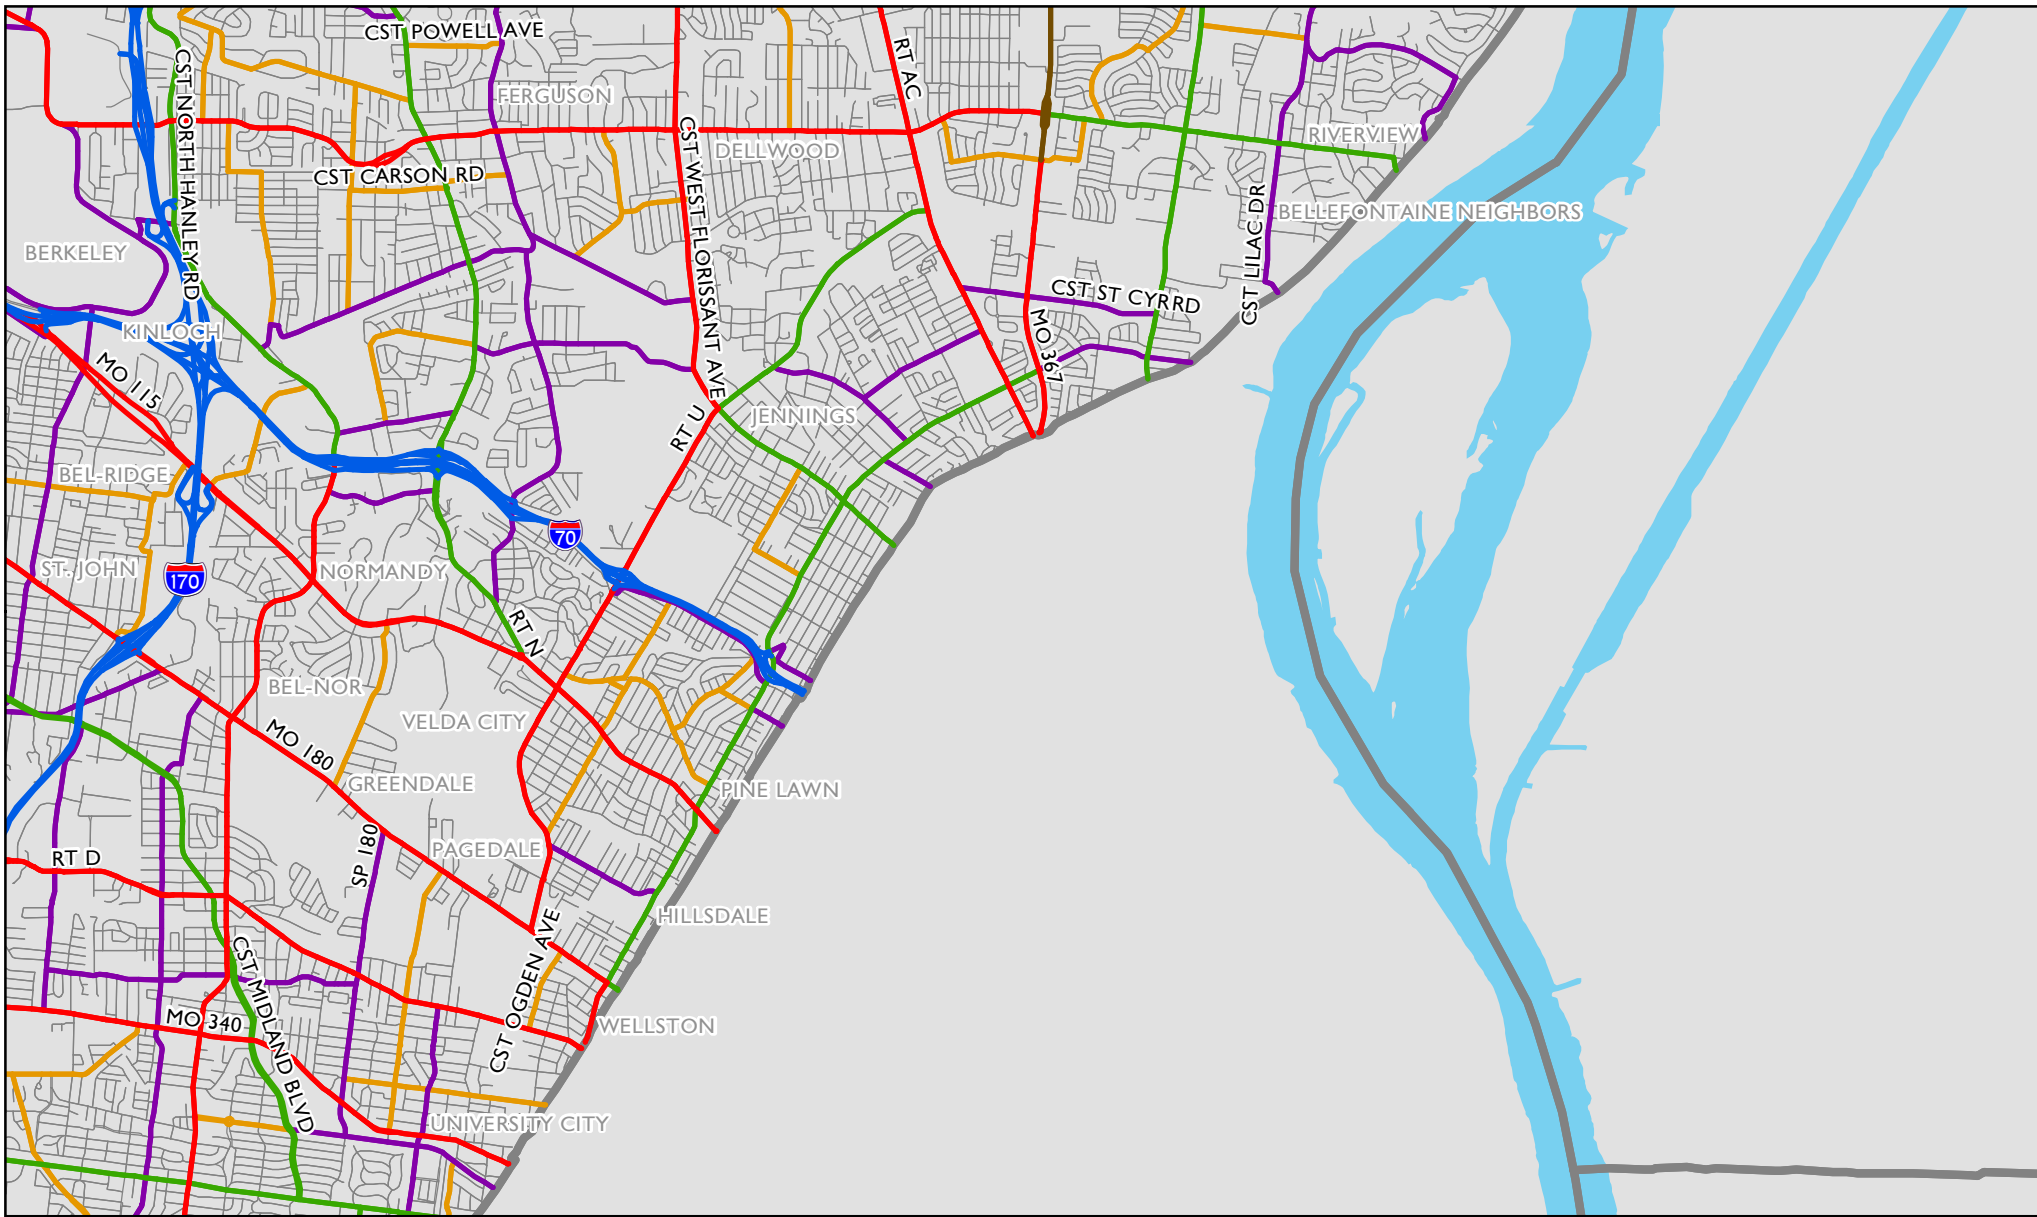 CST POWELL AVE
RT AC
CST NORTH HANLEY RD
FERGUSON
CST WEST FLORISSANT AVE
DELLWOOD
RIVERVIEW
CST CARSON RD
CST LILAC DR
BELLEFONTAINE NEIGHBORS
BERKELEY
CST ST CYRRD
KINLOCH
MO 367
MO 115
RT U
JENNINGS
BEL-RIDGE
70
ST. JOHN
170
NORMANDY
RT N
BEL-NOR
VELDA CITY
MO 180
GREENDALE
PINE LAWN
SP 180
PAGEDALE
RT D
HILLSDALE
CST OGDEN AVE
CST MIDLAND BLVD
MO 340
WELLSTON
UNIVERSITY CITY